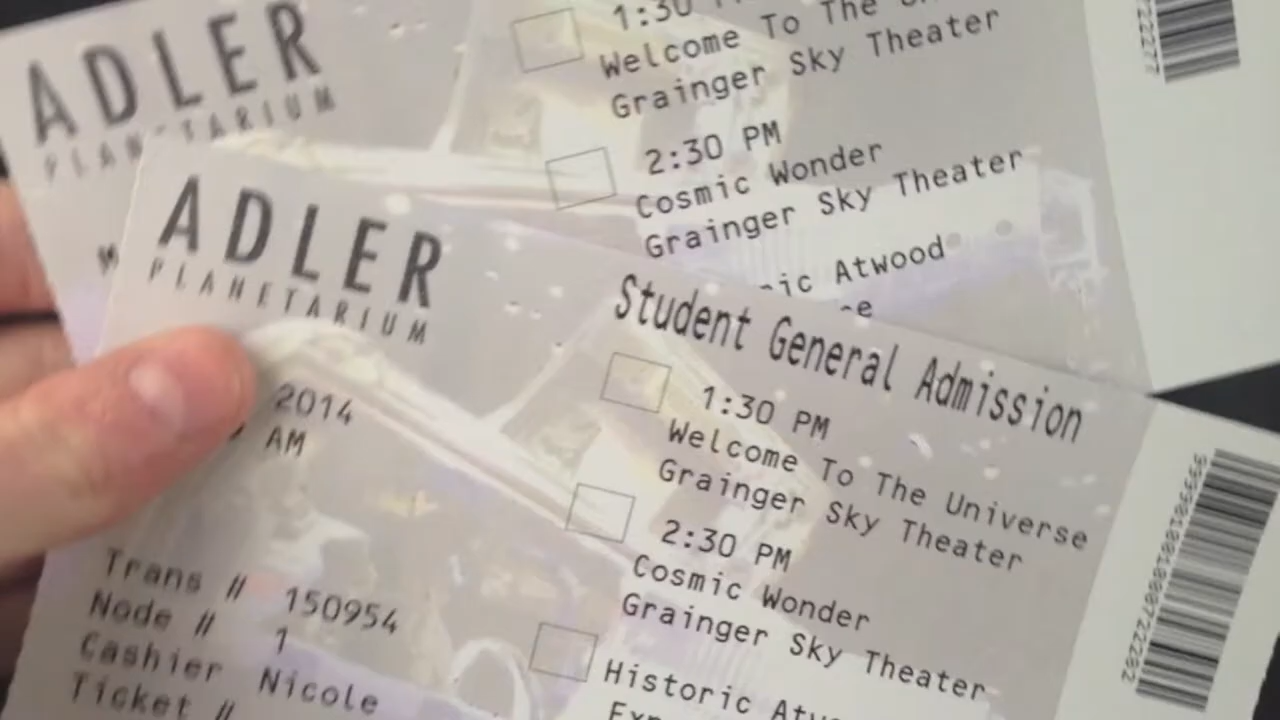 ADLER
PLANETARIUM
1:30
Welcome To The
Grainger Sky Theater
2:30 PM
Cosmic Wonder
Grainger Sky Theater
Atwood
ADLER
PLANETARIUM
2014
AM
Trans # 150954
Node # 1
Cashier Nicole
Ticket #
Student General Admission
1:30 PM
Welcome To The Universe
Grainger Sky Theater
2:30 PM
Cosmic Wonder
Grainger Sky Theater
Historic